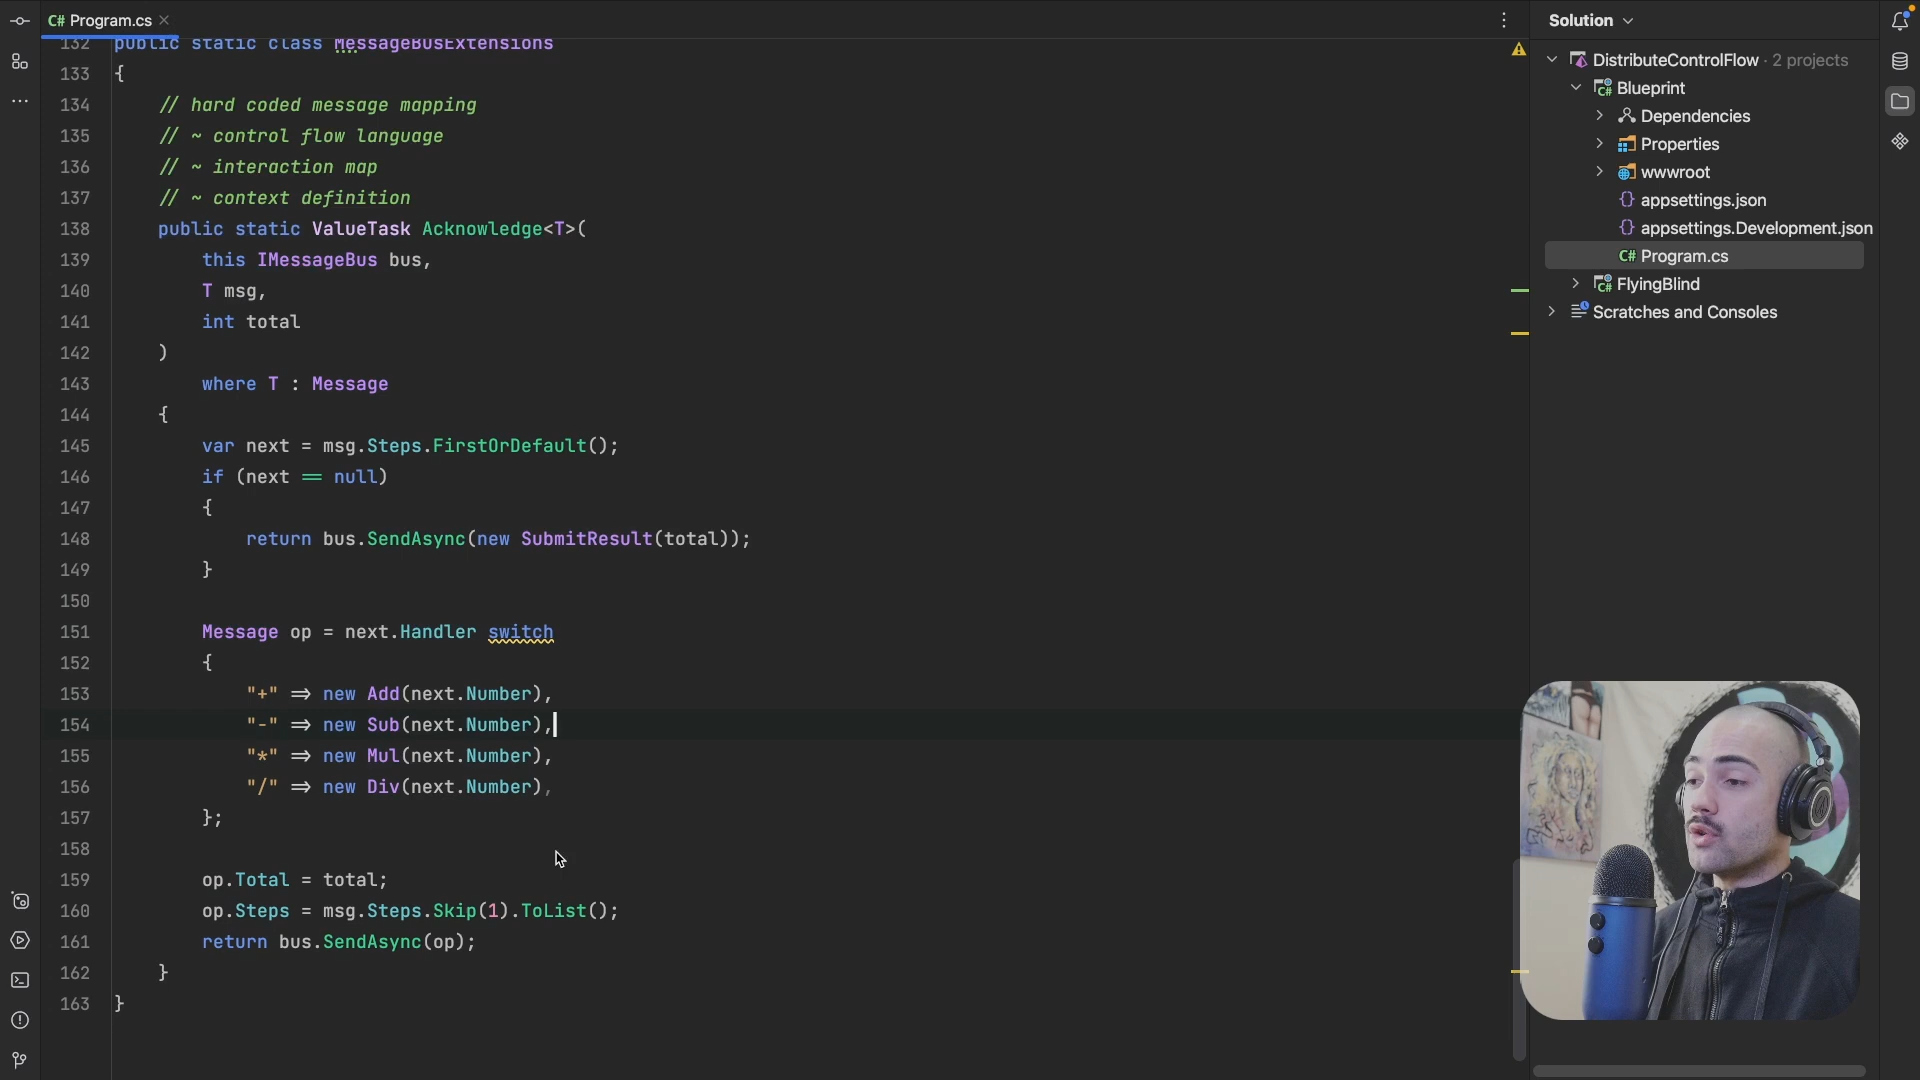 C# Program.cs
132 public static class MessageBusExtensions
133 {
134 // hard coded message mapping
135 // ~ control flow language
136 // ~ interaction map
137 // ~ context definition
138 public static ValueTask Acknowledge<T>(
139 this IMessageBus bus,
140 T msg,
141 int total
142 )
143 where T : Message
144 {
145 var next = msg.Steps.FirstOrDefault();
146 if (next == null)
147 {
148 return bus.SendAsync(new SubmitResult(total));
149 }
150
151 Message op = next.Handler switch
152 {
153 "+" => new Add(next.Number),
154 "-" => new Sub(next.Number),
155 "*" => new Mul(next.Number),
156 "/" => new Div(next.Number),
157 };
158
159 op.Total = total;
160 op.Steps = msg.Steps.Skip(1).ToList();
161 return bus.SendAsync(op);
162 }
163 }
Solution
DistributeControlFlow · 2 projects
C# Blueprint
Dependencies
Properties
wwwroot
{} appsettings.json
{} appsettings.Development.json
C# Program.cs
C# FlyingBlind
Scratches and Consoles